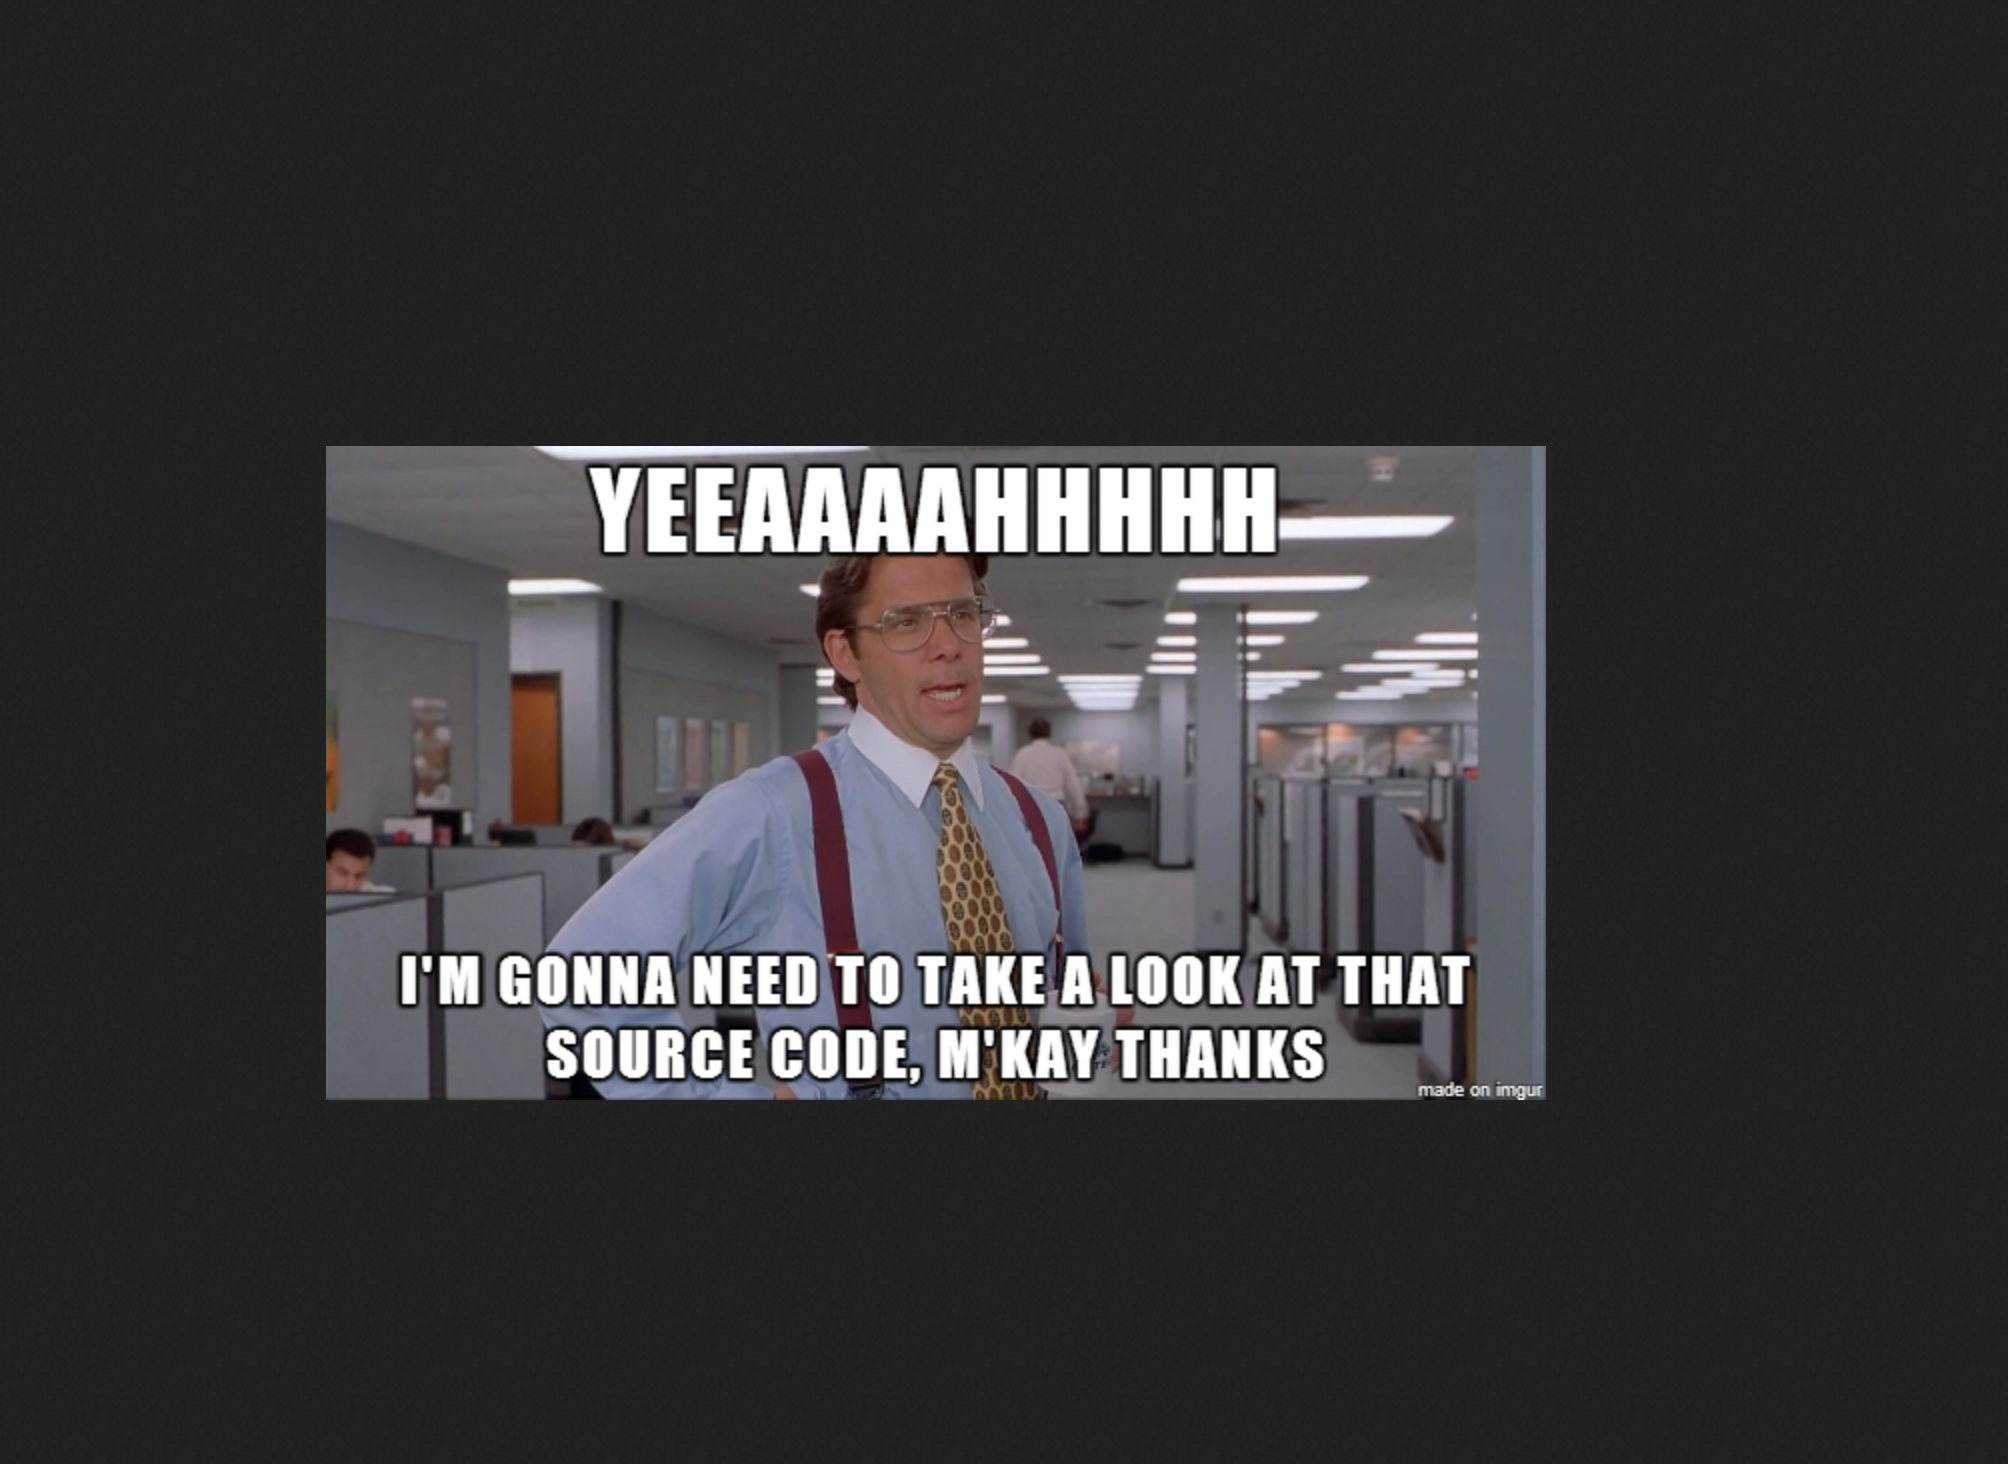 YEEAAAAHHHHH
I'M GONNA NEED TO TAKE A LOOK AT THAT
SOURCE CODE, M'KAY THANKS
made on imgur